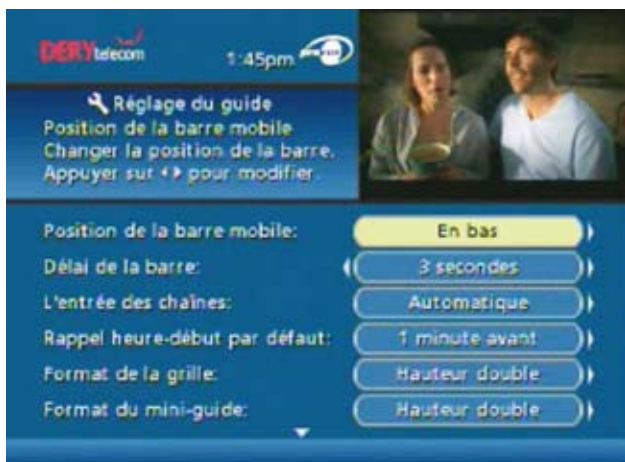 DERYtelecom
1:45pm
Réglage du guide
Position de la barre mobile
Changer la position de la barre.
Appuyer sur ◂▸ pour modifier
Position de la barre mobile: En bas
Délai de la barre: 3 secondes
L'entrée des chaînes: Automatique
Rappel heure-début par défaut: 1 minute avant
Format de la grille: Hauteur double
Format du mini-guide: Hauteur double